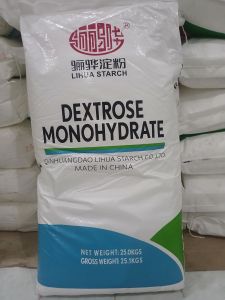 ®
骊骅淀粉
LIHUA STARCH
DEXTROSE
MONOHYDRATE
QINHUANGDAO LIHUA STARCH CO.,LTD.
MADE IN CHINA
NET WEIGHT: 25.0KGS
GROSS WEIGHT: 25.1KGS